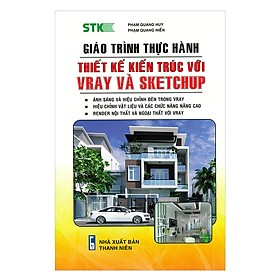 STK
PHẠM QUANG HUY
PHẠM QUANG HIỂN
GIÁO TRÌNH THỰC HÀNH
THIẾT KẾ KIẾN TRÚC VỚI
VRAY VÀ SKETCHUP
ÁNH SÁNG VÀ HIỆU CHỈNH ĐÈN TRONG VRAY
HIỆU CHỈNH VẬT LIỆU VÀ CÁC CHỨC NĂNG NÂNG CAO
RENDER NỘI THẤT VÀ NGOẠI THẤT VỚI VRAY
NHÀ XUẤT BẢN
THANH NIÊN